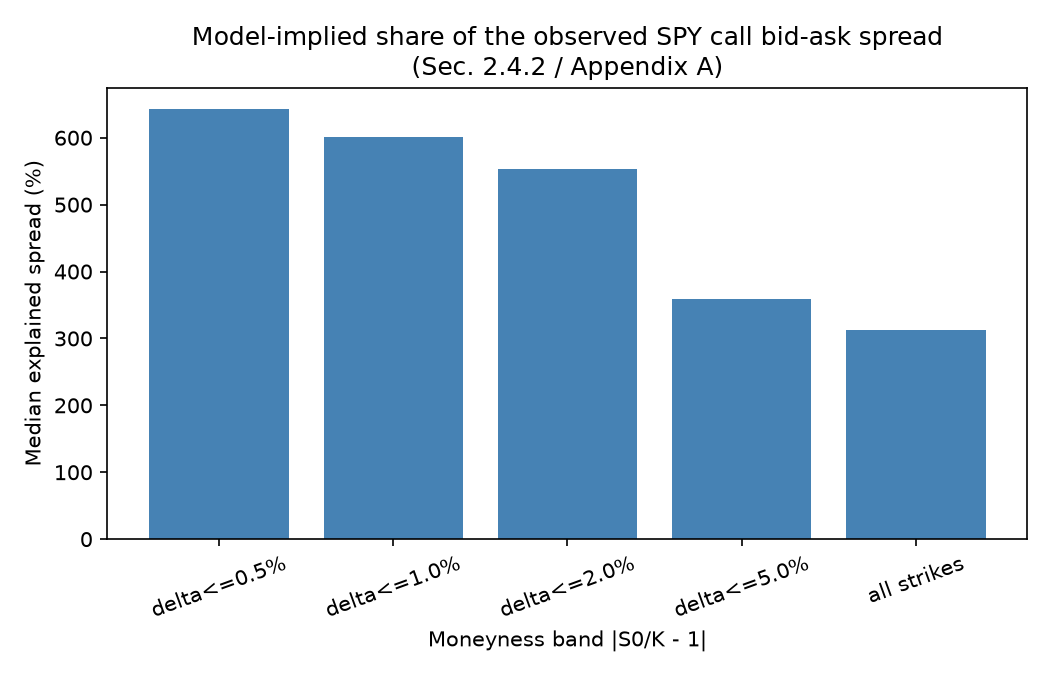 Model-implied share of the observed SPY call bid-ask spread
(Sec. 2.4.2 / Appendix A)
Median explained spread (%)
600
500
400
300
200
100
0
delta<=0.5%
delta<=1.0%
delta<=2.0%
delta<=5.0%
all strikes
Moneyness band |S0/K - 1|